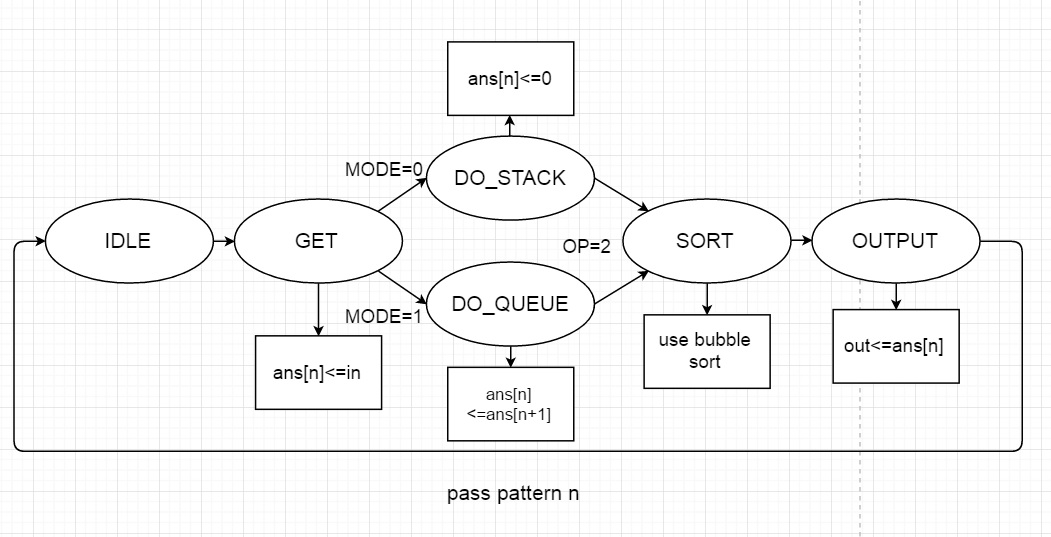 ans[n]<=0
MODE=0
DO_STACK
IDLE
GET
OP=2
SORT
OUTPUT
DO_QUEUE
MODE=1
ans[n]<=in
ans[n]
<=ans[n+1]
use bubble
sort
out<=ans[n]
pass pattern n